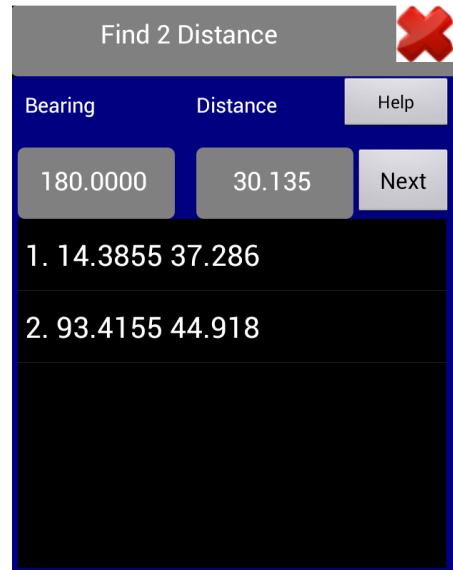 Find 2 Distance
Bearing Distance Help
180.0000 30.135 Next
1. 14.3855 37.286
2. 93.4155 44.918